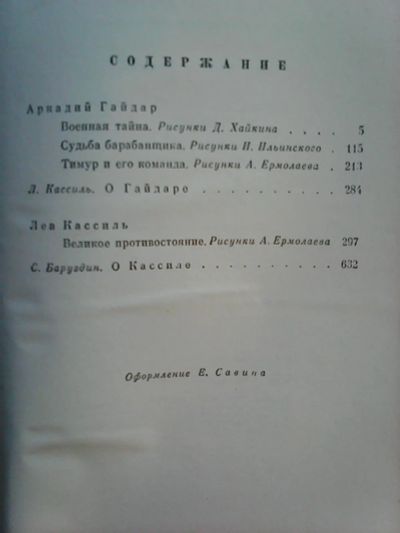 СОДЕРЖАНИЕ
Аркадий Гайдар
Военная тайна. Рисунки Д. Хайкина . . . . 5
Судьба барабанщика. Рисунки И. Ильинского . 115
Тимур и его команда. Рисунки А. Ермолаева . 213
Л. Кассиль. О Гайдаре . . . . . . . . . . 284
Лев Кассиль
Великое противостояние. Рисунки А. Ермолаева 297
С. Баруздин. О Кассиле . . . . . . . . . . 632
Оформление Е. Савина